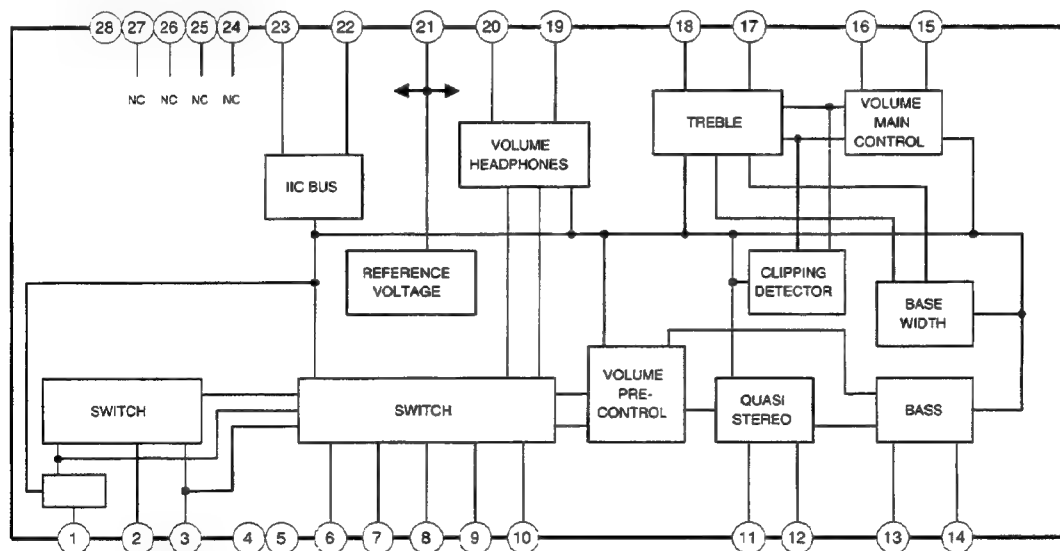 28 27 26 25 24 23 22 21 20 19 18 17 16 15
NC NC NC NC
TREBLE
VOLUME
MAIN
CONTROL
VOLUME
HEADPHONES
IIC BUS
REFERENCE
VOLTAGE
CLIPPING
DETECTOR
BASE
WIDTH
SWITCH
SWITCH
VOLUME
PRE-
CONTROL
QUASI
STEREO
BASS
1 2 3 4 5 6 7 8 9 10 11 12 13 14